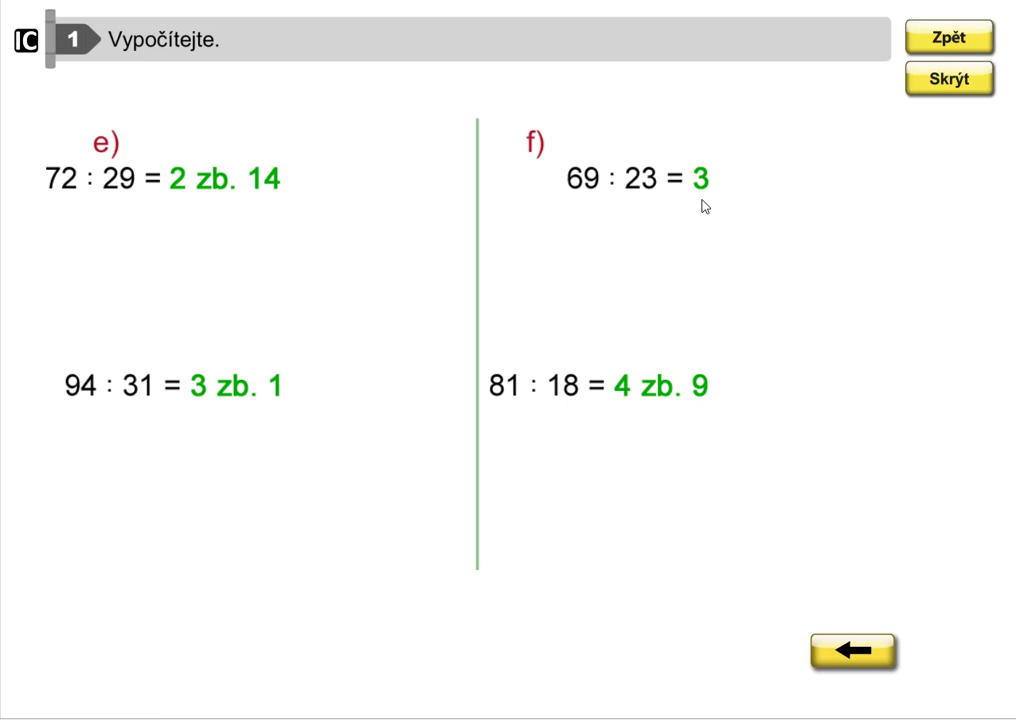 IC
1 Vypočítejte.
Zpět
Skrýt
e)
72 : 29 = 2 zb. 14
94 : 31 = 3 zb. 1
f)
69 : 23 = 3
81 : 18 = 4 zb. 9